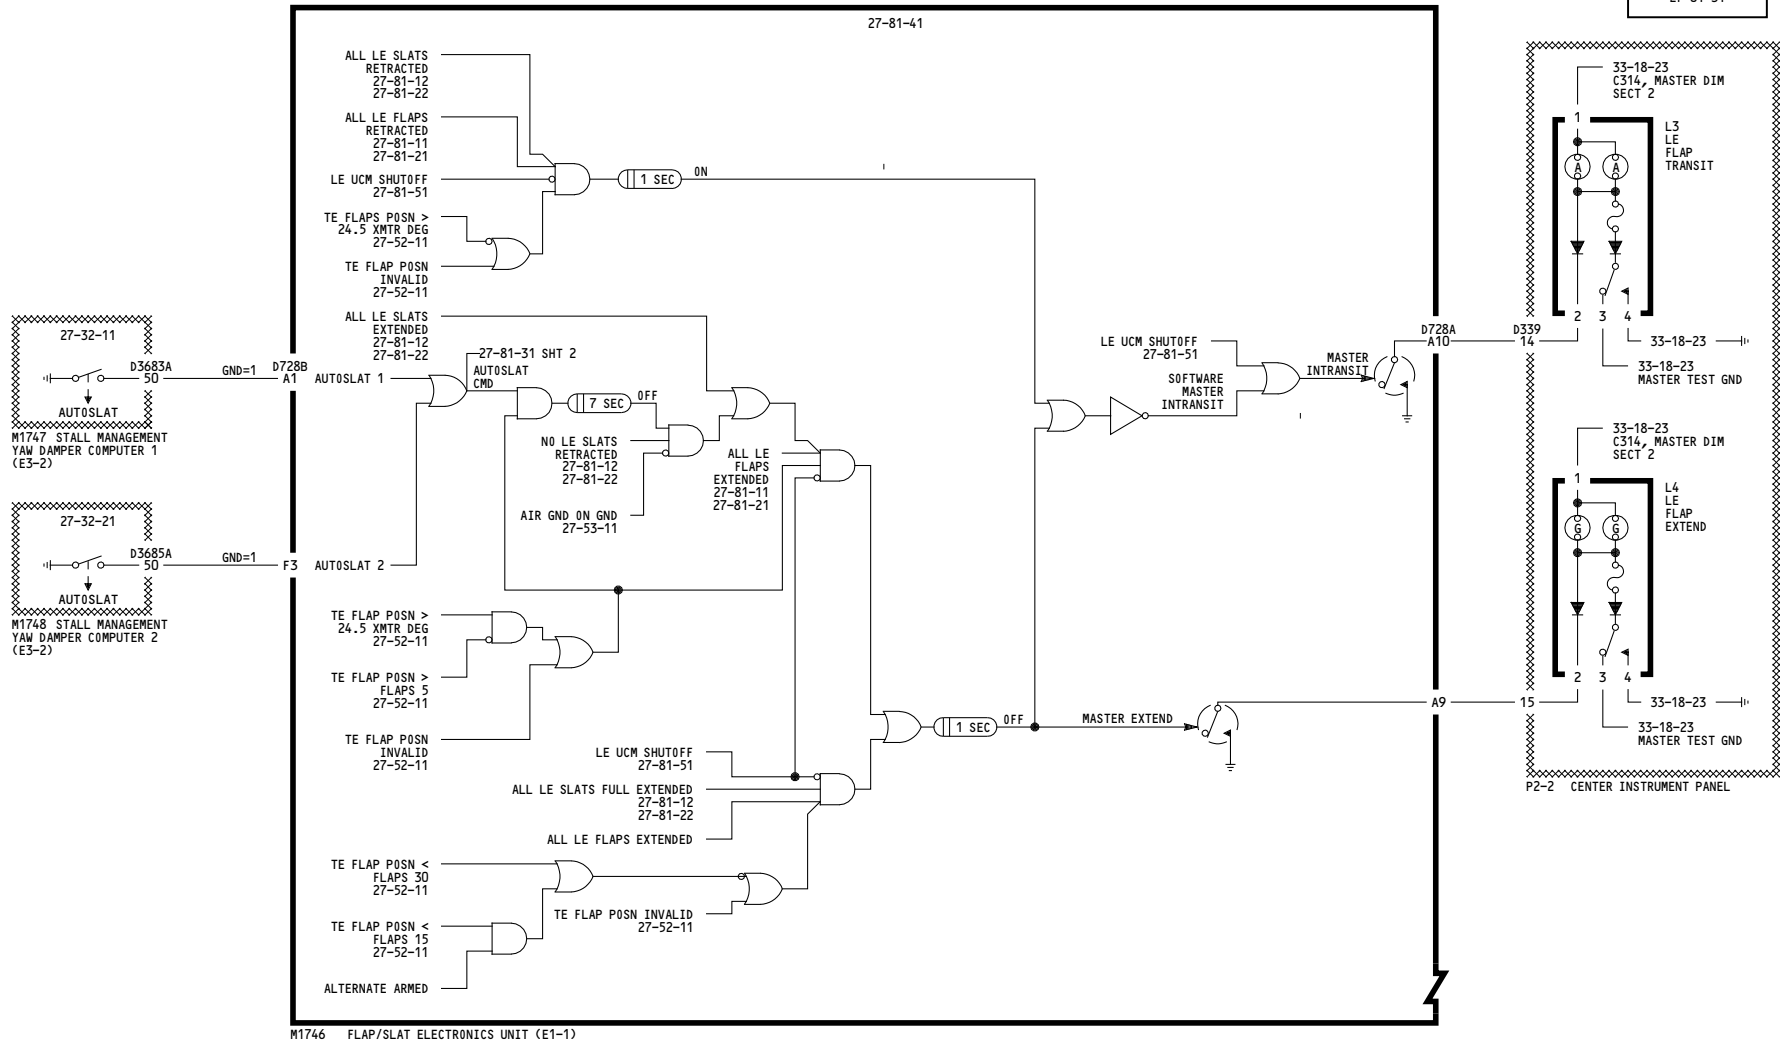 27-81-41
ALL LE SLATS
RETRACTED
27-81-12
27-81-22
ALL LE FLAPS
RETRACTED
27-81-11
27-81-21
LE UCM SHUTOFF
27-81-51
TE FLAPS POSN >
24.5 XMTR DEG
27-52-11
TE FLAP POSN
INVALID
27-52-11
1 SEC
ON
ALL LE SLATS
EXTENDED
27-81-12
27-81-22
27-32-11
D3683A
50
AUTOSLAT
M1747 STALL MANAGEMENT
YAW DAMPER COMPUTER 1
(E3-2)
GND=1
D728B
A1
AUTOSLAT 1
27-81-31 SHT 2
AUTOSLAT
CMD
7 SEC
OFF
NO LE SLATS
RETRACTED
27-81-12
27-81-22
AIR GND ON GND
27-53-11
ALL LE
FLAPS
EXTENDED
27-81-11
27-81-21
27-32-21
D3685A
50
AUTOSLAT
M1748 STALL MANAGEMENT
YAW DAMPER COMPUTER 2
(E3-2)
GND=1
F3
AUTOSLAT 2
TE FLAP POSN >
24.5 XMTR DEG
27-52-11
TE FLAP POSN >
FLAPS 5
27-52-11
TE FLAP POSN
INVALID
27-52-11
LE UCM SHUTOFF
27-81-51
ALL LE SLATS FULL EXTENDED
27-81-12
27-81-22
ALL LE FLAPS EXTENDED
TE FLAP POSN <
FLAPS 30
27-52-11
TE FLAP POSN <
FLAPS 15
27-52-11
ALTERNATE ARMED
TE FLAP POSN INVALID
27-52-11
1 SEC
OFF
MASTER EXTEND
LE UCM SHUTOFF
27-81-51
SOFTWARE
MASTER
INTRANSIT
MASTER
INTRANSIT
D728A
A10
D339
14
A9
15
33-18-23
C314, MASTER DIM
SECT 2
1
A
A
L3
LE
FLAP
TRANSIT
2
3
4
33-18-23
33-18-23
MASTER TEST GND
33-18-23
C314, MASTER DIM
SECT 2
1
G
G
L4
LE
FLAP
EXTEND
2
3
4
33-18-23
33-18-23
MASTER TEST GND
P2-2 CENTER INSTRUMENT PANEL
M1746 FLAP/SLAT ELECTRONICS UNIT (E1-1)